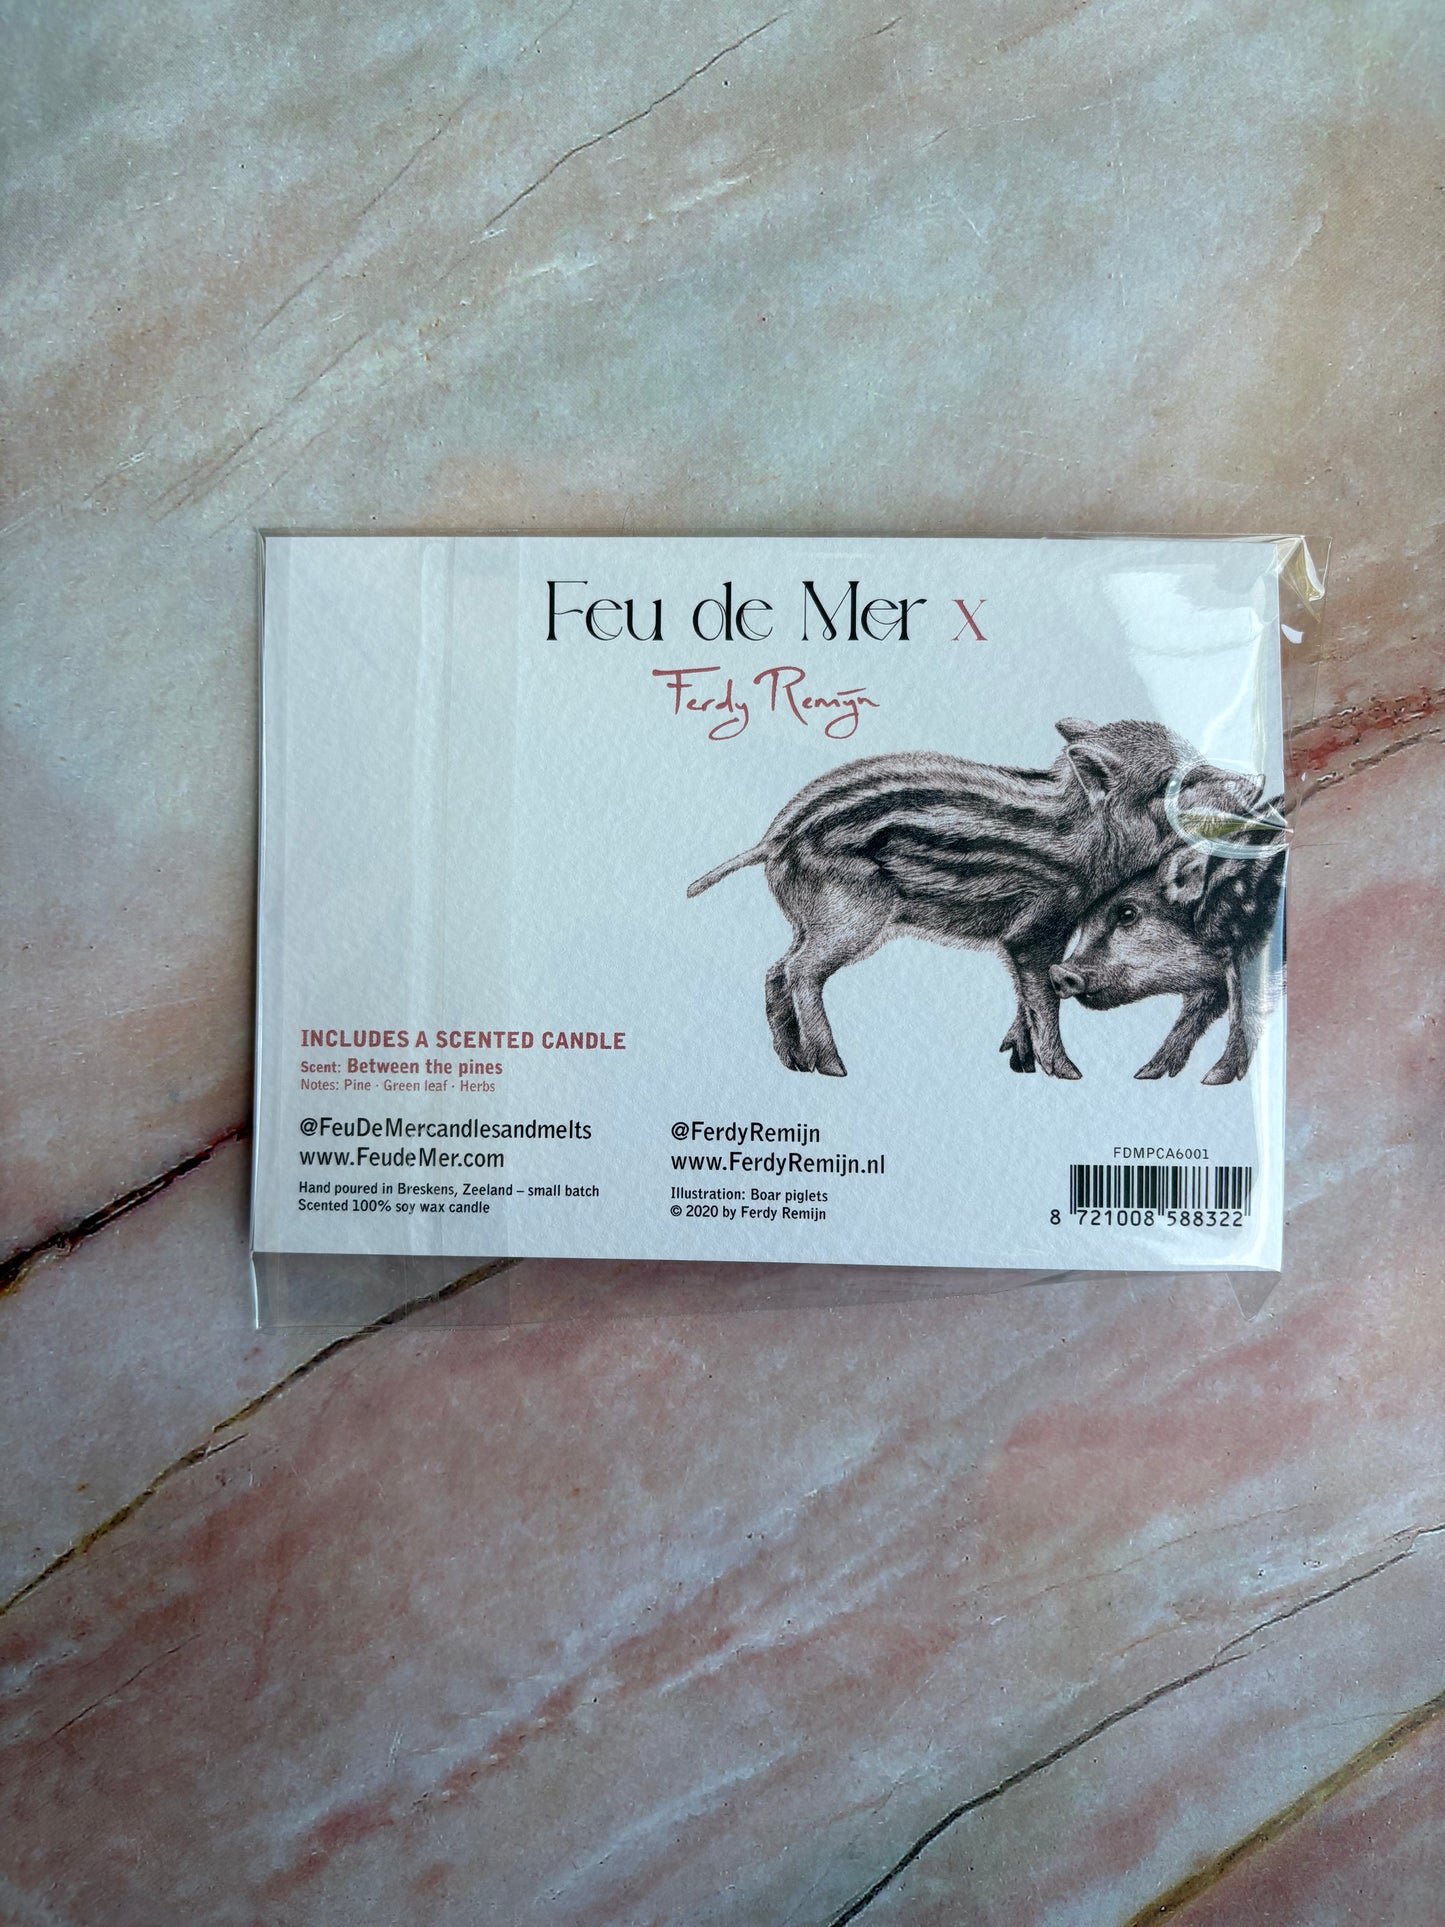 Feu de Mer x
Ferdy Remijn
INCLUDES A SCENTED CANDLE
Scent: Between the pines
Notes: Pine · Green leaf · Herbs
@FeuDeMercandlesandmelts
www.FeudeMer.com
Hand poured in Breskens, Zeeland – small batch
Scented 100% soy wax candle
@FerdyRemijn
www.FerdyRemijn.nl
Illustration: Boar piglets
© 2020 by Ferdy Remijn
FDMPCA6001
8 721008 588322